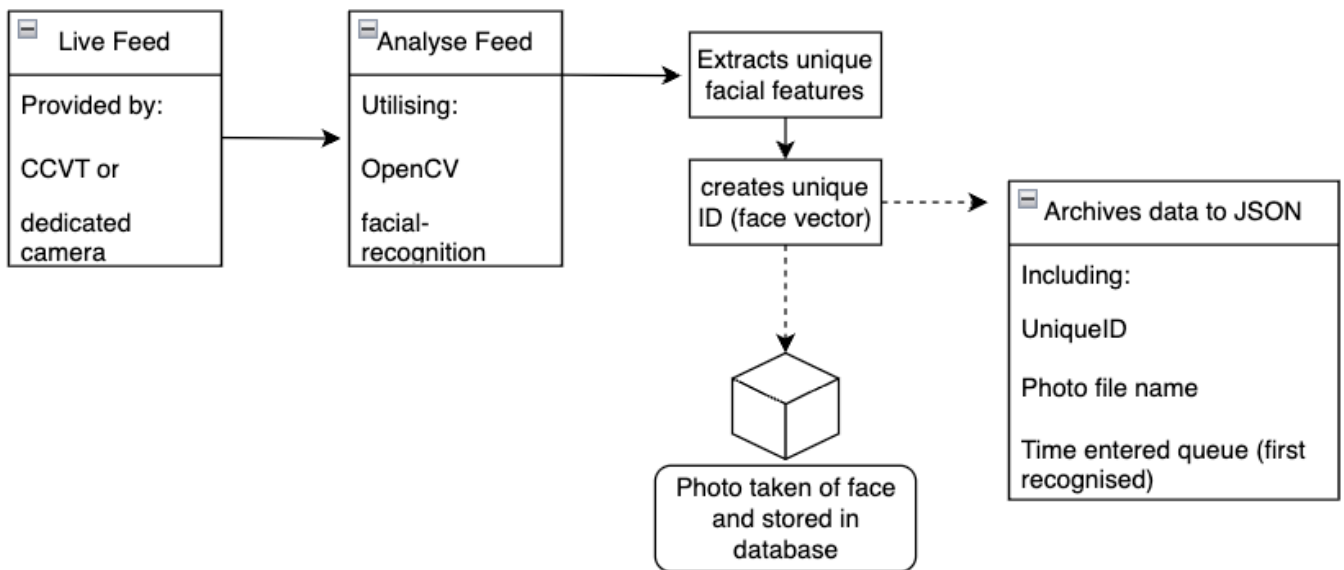 Live Feed
Provided by:
CCVT or
dedicated
camera
Analyse Feed
Utilising:
OpenCV
facial-
recognition
Extracts unique
facial features
creates unique
ID (face vector)
Photo taken of face
and stored in
database
Archives data to JSON
Including:
UniqueID
Photo file name
Time entered queue (first
recognised)